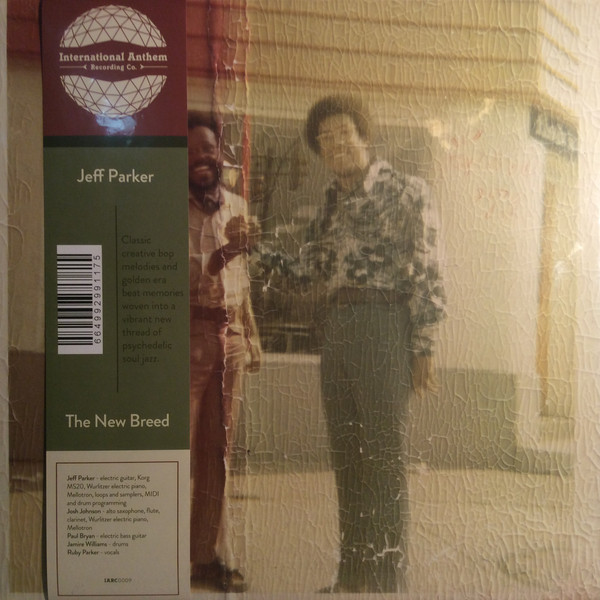 International Anthem
Recording Co.
Jeff Parker
Classic
creative hop
melodies and
golden era
beat memories
woven into a
vibrant new
thread of
psychedelic
soul jazz.
664992991175
The New Breed
Jeff Parker - electric guitar, Korg
MS20, Wurlitzer electric piano,
Mellotron, loops and samplers, MIDI
and drum programming
Josh Johnson - alto saxophone, flute,
clarinet, Wurlitzer electric piano,
Mellotron
Paul Bryan - electric bass guitar
Jamire Williams - drums
Ruby Parker - vocals